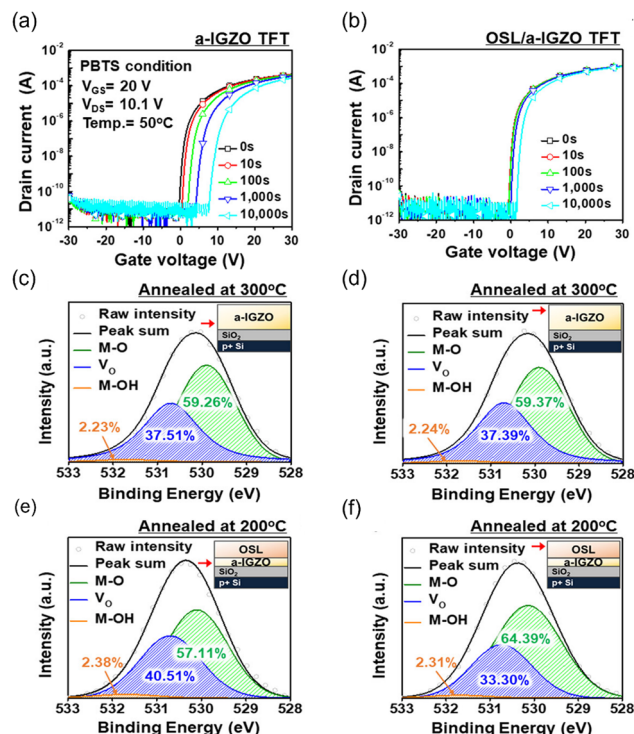 (a)
a-IGZO TFT
Drain current (A)
10⁻²
10⁻⁴
10⁻⁶
10⁻⁸
10⁻¹⁰
10⁻¹²
PBTS condition
V_GS= 20 V
V_DS= 10.1 V
Temp.= 50°C
0s
10s
100s
1,000s
10,000s
-30 -20 -10 0 10 20 30
Gate voltage (V)
(b)
OSL/a-IGZO TFT
Drain current (A)
10⁻²
10⁻⁴
10⁻⁶
10⁻⁸
10⁻¹⁰
10⁻¹²
0s
10s
100s
1,000s
10,000s
-30 -20 -10 0 10 20 30
Gate voltage (V)
(c)
Annealed at 300°C
Intensity (a.u.)
Raw intensity
Peak sum
M-O
V_O
M-OH
a-IGZO
SiO₂
p+ Si
2.23%
37.51%
59.26%
533 532 531 530 529 528
Binding Energy (eV)
(d)
Annealed at 300°C
Intensity (a.u.)
Raw intensity
Peak sum
M-O
V_O
M-OH
a-IGZO
SiO₂
p+ Si
2.24%
37.39%
59.37%
533 532 531 530 529 528
Binding Energy (eV)
(e)
Annealed at 200°C
Intensity (a.u.)
Raw intensity
Peak sum
M-O
V_O
M-OH
OSL
a-IGZO
SiO₂
p+ Si
2.38%
40.51%
57.11%
533 532 531 530 529 528
Binding Energy (eV)
(f)
Annealed at 200°C
Intensity (a.u.)
Raw intensity
Peak sum
M-O
V_O
M-OH
OSL
a-IGZO
SiO₂
p+ Si
2.31%
33.30%
64.39%
533 532 531 530 529 528
Binding Energy (eV)